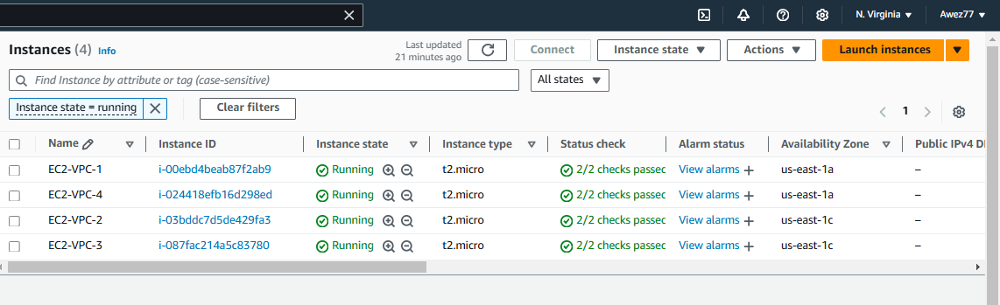 N. Virginia Awez77
Instances (4) Info Last updated 21 minutes ago Connect Instance state Actions Launch instances
Find Instance by attribute or tag (case-sensitive) All states
Instance state = running Clear filters 1
Name Instance ID Instance state Instance type Status check Alarm status Availability Zone Public IPv4 D
EC2-VPC-1 i-00ebd4beab87f2ab9 Running t2.micro 2/2 checks passed View alarms + us-east-1a –
EC2-VPC-4 i-024418efb16d298ed Running t2.micro 2/2 checks passed View alarms + us-east-1a –
EC2-VPC-2 i-03bddc7d5de429fa3 Running t2.micro 2/2 checks passed View alarms + us-east-1c –
EC2-VPC-3 i-087fac214a5c83780 Running t2.micro 2/2 checks passed View alarms + us-east-1c –